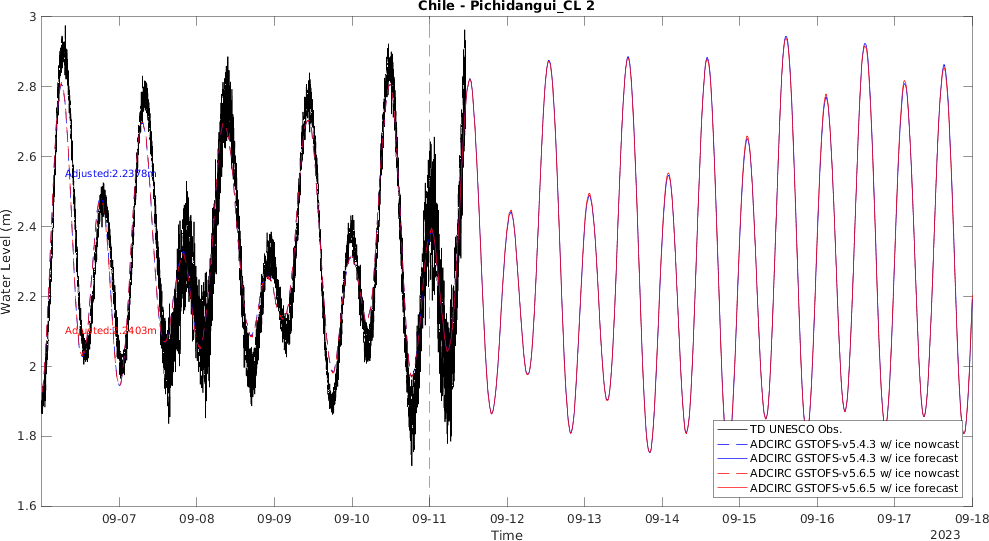 Chile - Pichidangui_CL 2
3
2.8
2.6
2.4
2.2
2
1.8
1.6
Water Level (m)
Adjusted:2.2378m
Adjusted:2.2403m
09-07
09-08
09-09
09-10
09-11
09-12
09-13
09-14
09-15
09-16
09-17
09-18
Time
2023
TD UNESCO Obs.
ADCIRC GSTOFS-v5.4.3 w/ ice nowcast
ADCIRC GSTOFS-v5.4.3 w/ ice forecast
ADCIRC GSTOFS-v5.6.5 w/ ice nowcast
ADCIRC GSTOFS-v5.6.5 w/ ice forecast